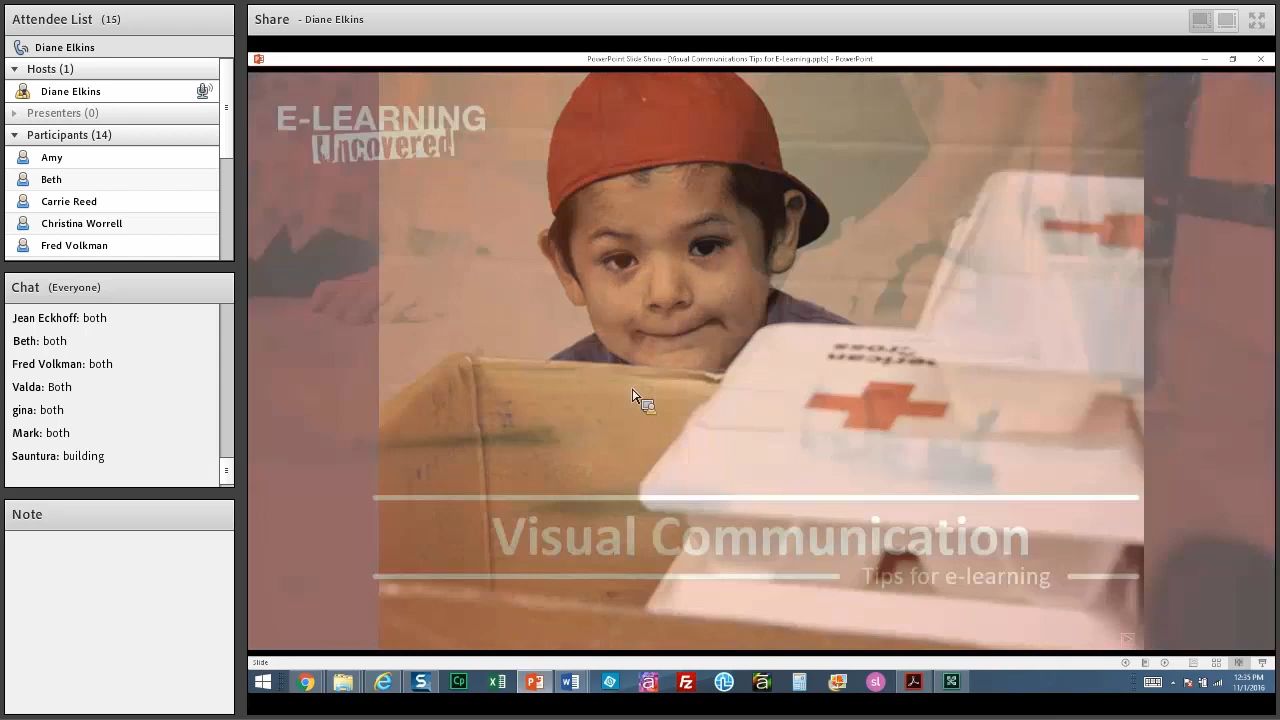 Attendee List (15)
Diane Elkins
Hosts (1)
Diane Elkins
Presenters (0)
Participants (14)
Amy
Beth
Carrie Reed
Christina Worrell
Fred Volkman
Chat (Everyone)
Jean Eckhoff: both
Beth: both
Fred Volkman: both
Valda: Both
gina: both
Mark: both
Sauntura: building
Note
Share - Diane Elkins
PowerPoint Slide Show - [Visual Communications Tips for E-Learning.pptx] - PowerPoint
E-LEARNING
Uncovered
Cross
Visual Communication
Tips for e-learning
Slide
12:35 PM
11/1/2016